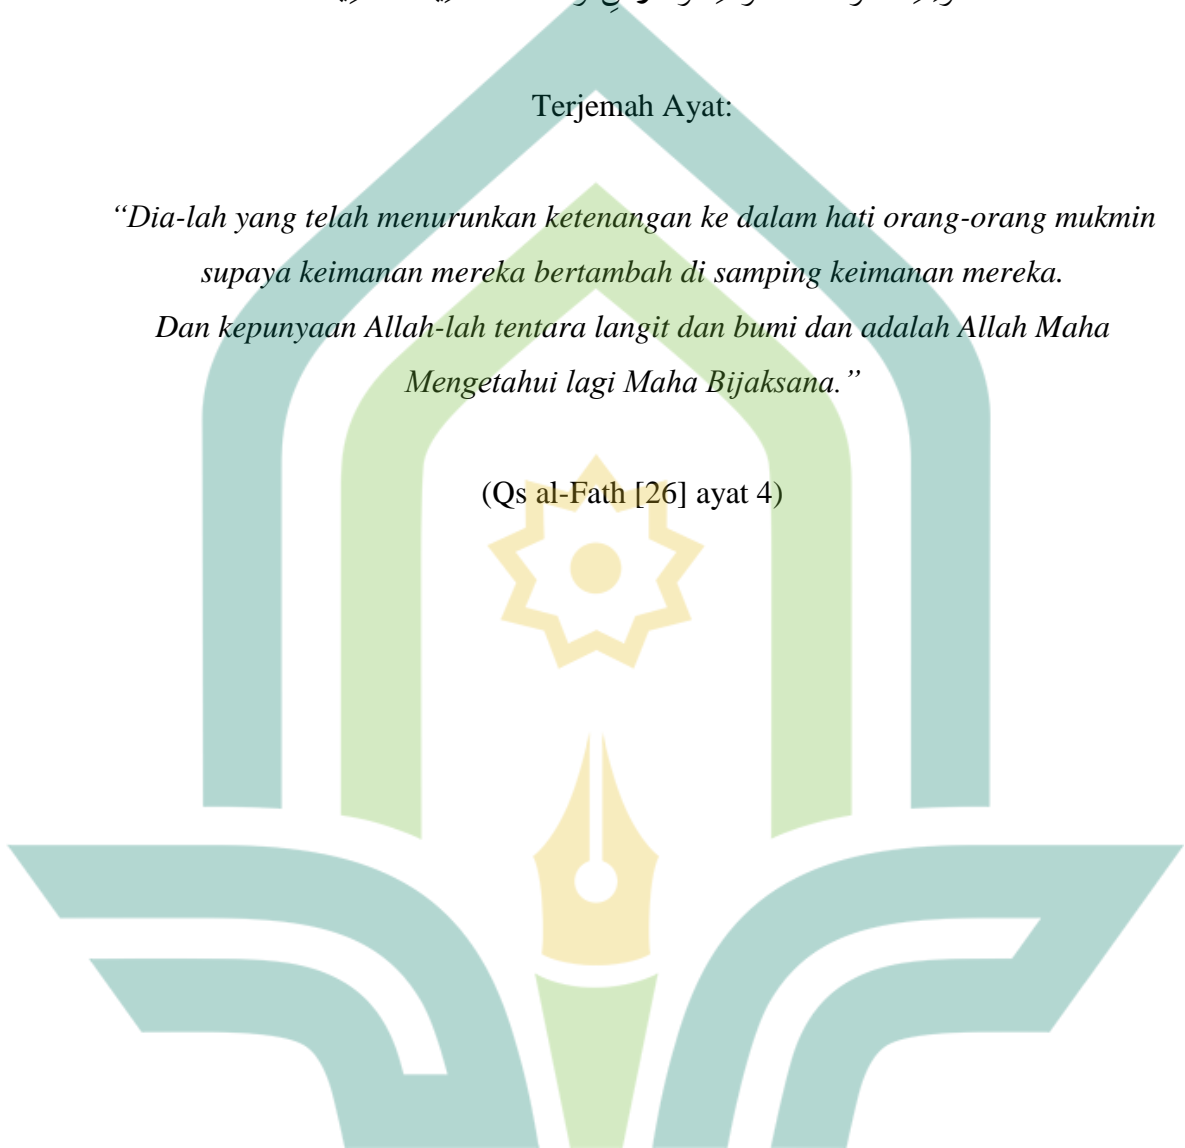 Terjemah Ayat:
“Dia-lah yang telah menurunkan ketenangan ke dalam hati orang-orang mukmin
supaya keimanan mereka bertambah di samping keimanan mereka.
Dan kepunyaan Allah-lah tentara langit dan bumi dan adalah Allah Maha
Mengetahui lagi Maha Bijaksana.”
(Qs al-Fath [26] ayat 4)